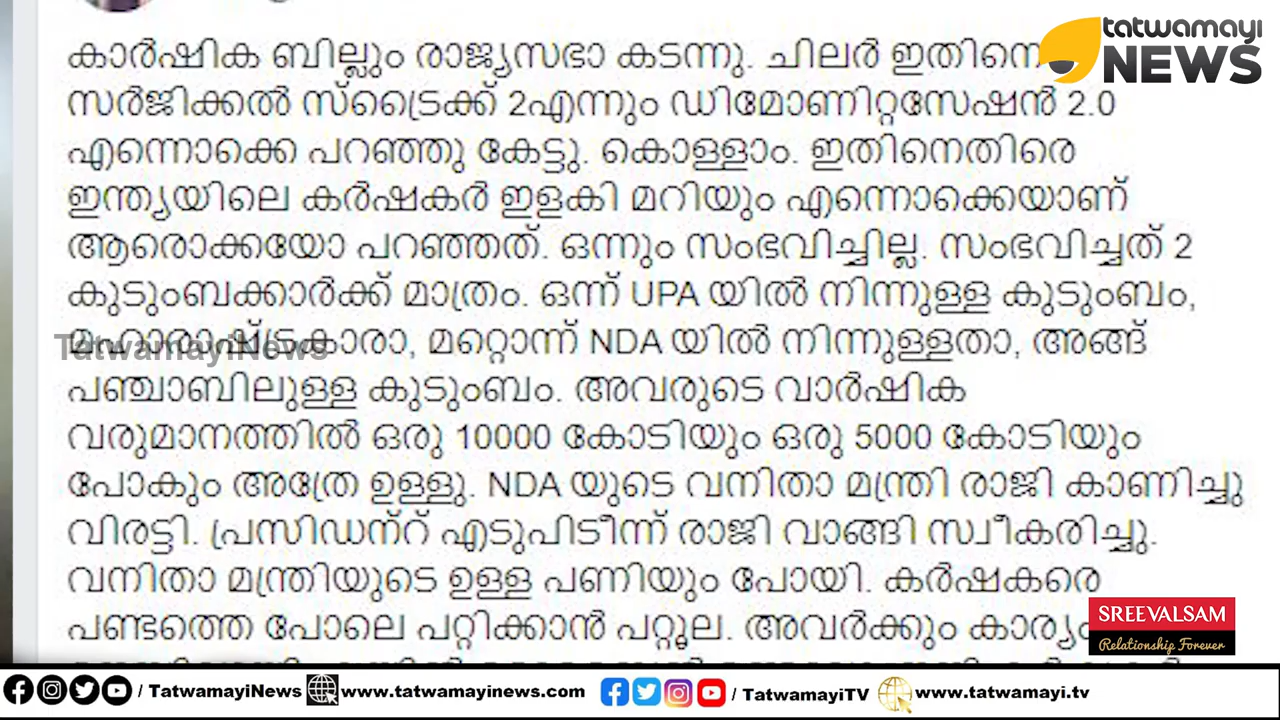 tatwamayi
NEWS
കാർഷിക ബില്ലും രാജ്യസഭാ കടന്നു. ചിലർ ഇതിനെ
സർജിക്കൽ സ്ട്രൈക്ക് 2എന്നും ഡിമോണിറ്റസേഷൻ 2.0
എന്നൊക്കെ പറഞ്ഞു കേട്ടു. കൊള്ളാം. ഇതിനെതിരെ
ഇന്ത്യയിലെ കർഷകർ ഇളകി മറിയും എന്നൊക്കെയാണ്
ആരൊക്കയോ പറഞ്ഞത്. ഒന്നും സംഭവിച്ചില്ല. സംഭവിച്ചത് 2
കുടുംബക്കാർക്ക് മാത്രം. ഒന്ന് UPA യിൽ നിന്നുള്ള കുടുംബം,
മഹാരാഷ്ട്രകാരാ, മറ്റൊന്ന് NDA യിൽ നിന്നുള്ളതാ, അങ്ങ്
TatwamayiNews
പഞ്ചാബിലുള്ള കുടുംബം. അവരുടെ വാർഷിക
വരുമാനത്തിൽ ഒരു 10000 കോടിയും ഒരു 5000 കോടിയും
പോകും അത്രേ ഉള്ളു. NDA യുടെ വനിതാ മന്ത്രി രാജി കാണിച്ചു
വിരട്ടി. പ്രസിഡന്റ് എടുപിടീന്ന് രാജി വാങ്ങി സ്വീകരിച്ചു.
വനിതാ മന്ത്രിയുടെ ഉള്ള പണിയും പോയി. കർഷകരെ
പണ്ടത്തെ പോലെ പറ്റിക്കാൻ പറ്റൂല. അവർക്കും കാര്യം
SREEVALSAM
Relationship Forever
/ TatwamayiNews www.tatwamayinews.com / TatwamayiTV www.tatwamayi.tv